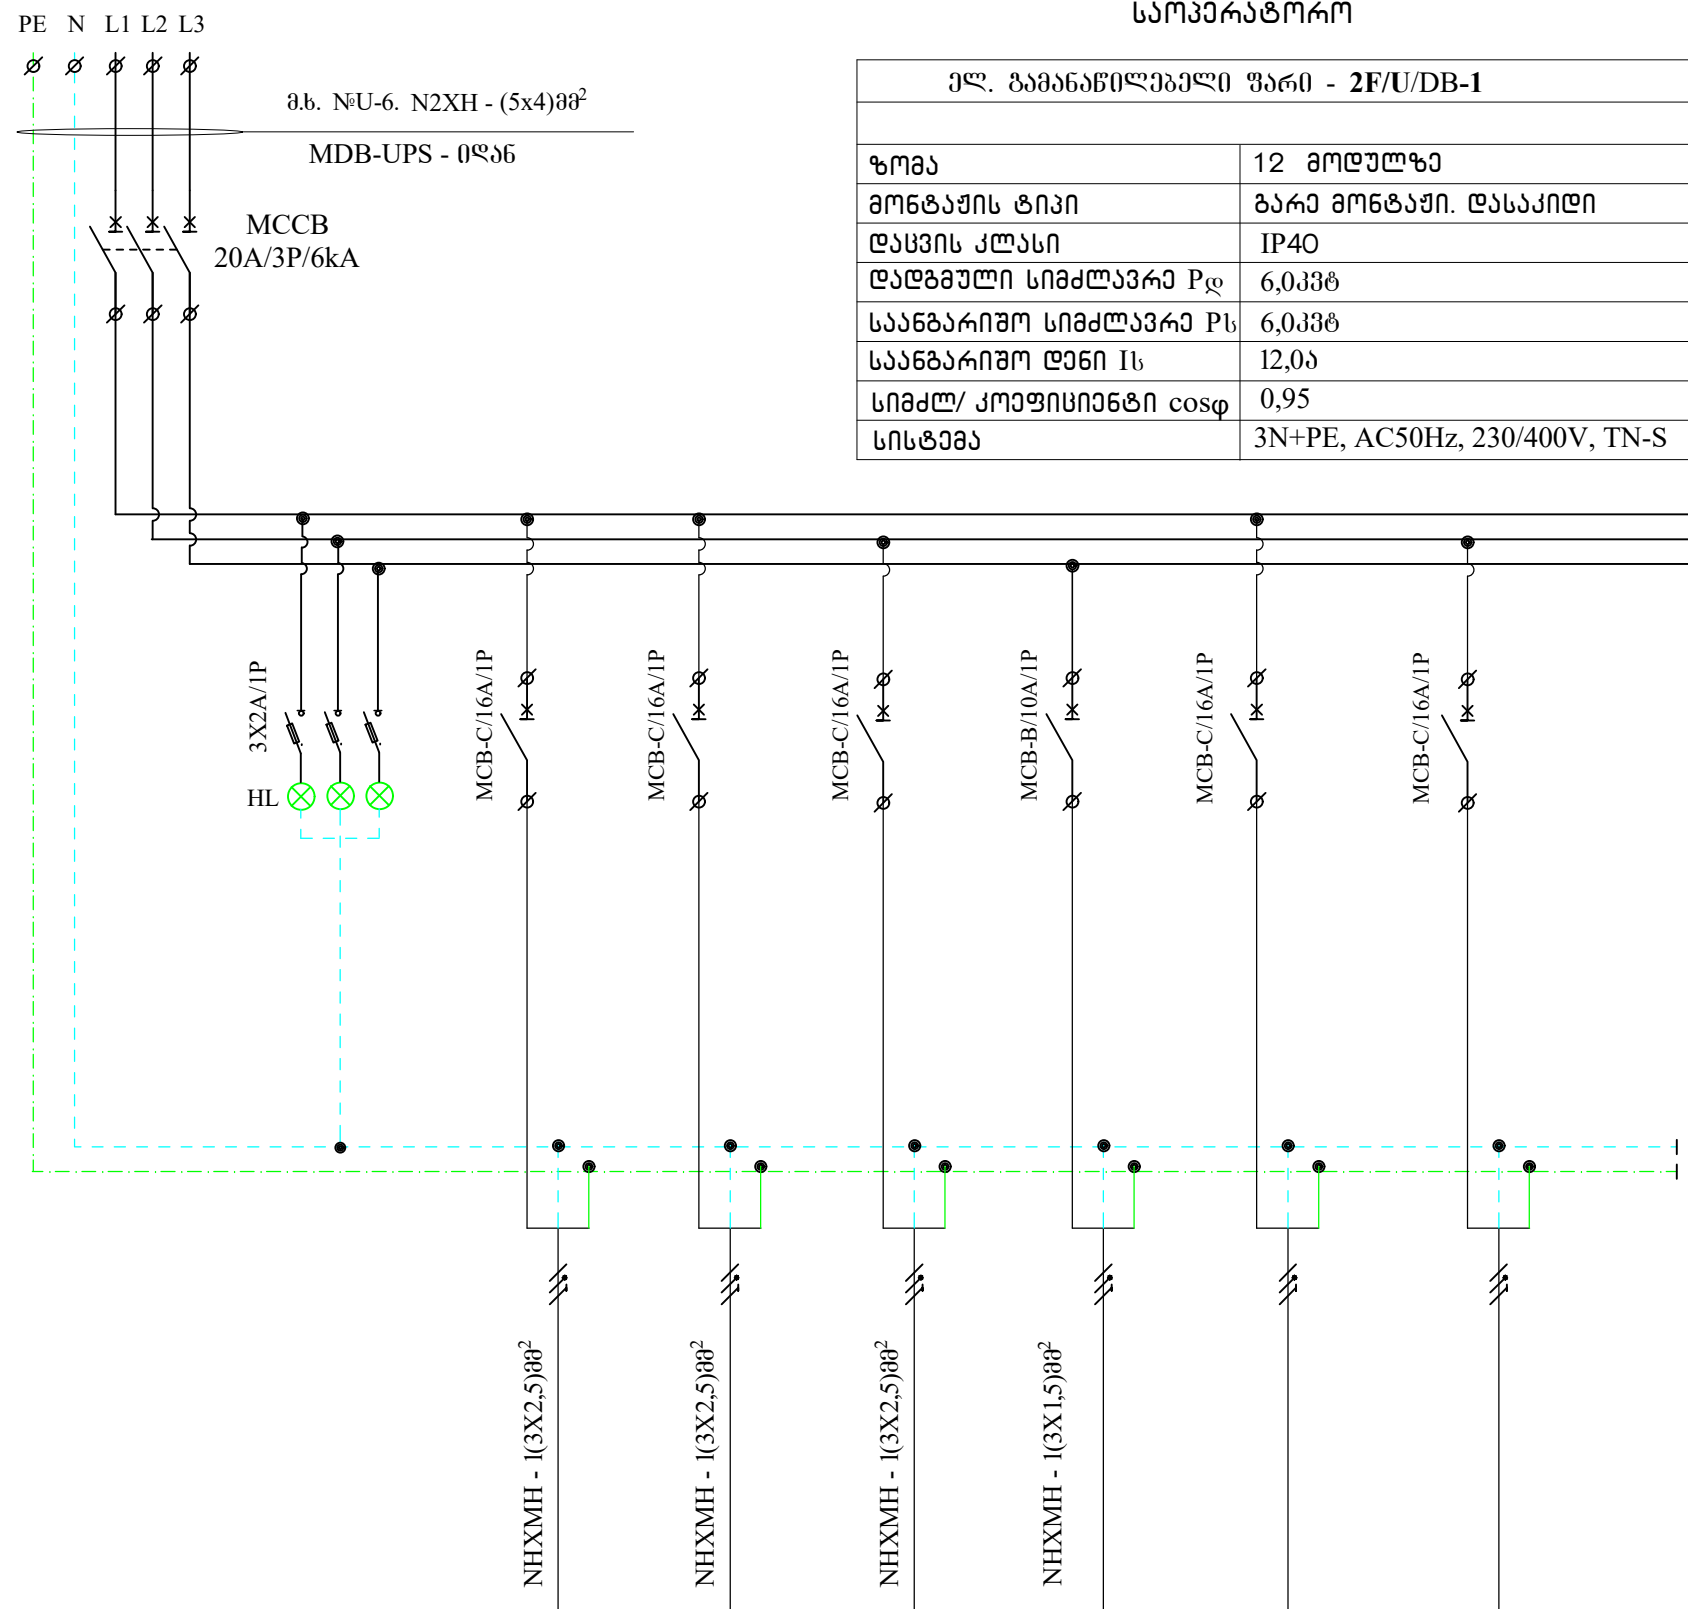 საოპერატორო
PE N L1 L2 L3
მ.ხ. №U-6. N2XH - (5x4)მმ²
MDB-UPS - იღან
MCCB
20A/3P/6kA
ელ. გამანაწილებელი ფარი - 2F/U/DB-1
ზომა 12 მოდულზე
მონტაჟის ტიპი გარე მონტაჟი. დასაკიდი
დაცვის კლასი IP40
დადგმული სიმძლავრე Pდ 6,0კვტ
საანგარიშო სიმძლავრე Pს 6,0კვტ
საანგარიშო დენი Iს 12,0ა
სიმძლ/ კოეფიციენტი cosφ 0,95
სისტემა 3N+PE, AC50Hz, 230/400V, TN-S
3X2A/1P
HL
MCB-C/16A/1P
MCB-C/16A/1P
MCB-C/16A/1P
MCB-B/10A/1P
MCB-C/16A/1P
MCB-C/16A/1P
NHXMH - 1(3X2,5)მმ²
NHXMH - 1(3X2,5)მმ²
NHXMH - 1(3X2,5)მმ²
NHXMH - 1(3X1,5)მმ²